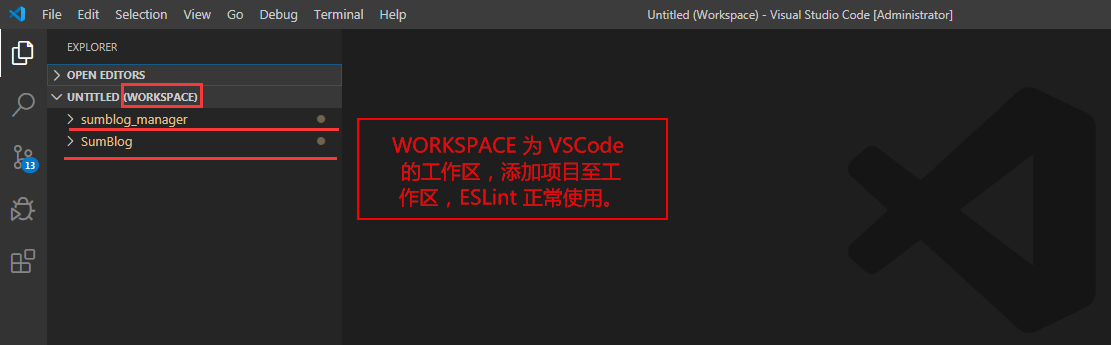 File Edit Selection View Go Run Debug Terminal Help Untitled (Workspace) - Visual Studio Code [Administrator]
EXPLORER
OPEN EDITORS
UNTITLED (WORKSPACE)
sumblog_manager
SumBlog
13
WORKSPACE 为 VSCode
的工作区，添加项目至工
作区，ESLint 正常使用。